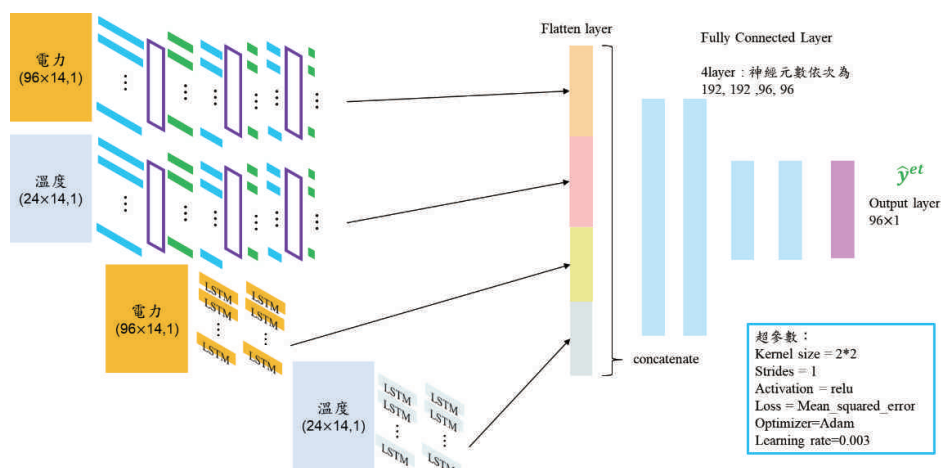 電力
(96×14,1)
溫度
(24×14,1)
電力
(96×14,1)
LSTM
LSTM
LSTM
LSTM
LSTM
LSTM
溫度
(24×14,1)
LSTM
LSTM
LSTM
LSTM
LSTM
LSTM
Flatten layer
concatenate
Fully Connected Layer
4layer : 神經元數依次為
192, 192 ,96, 96
ŷ^et
Output layer
96×1
超參數：
Kernel size = 2*2
Strides = 1
Activation = relu
Loss = Mean_squared_error
Optimizer=Adam
Learning rate=0.003